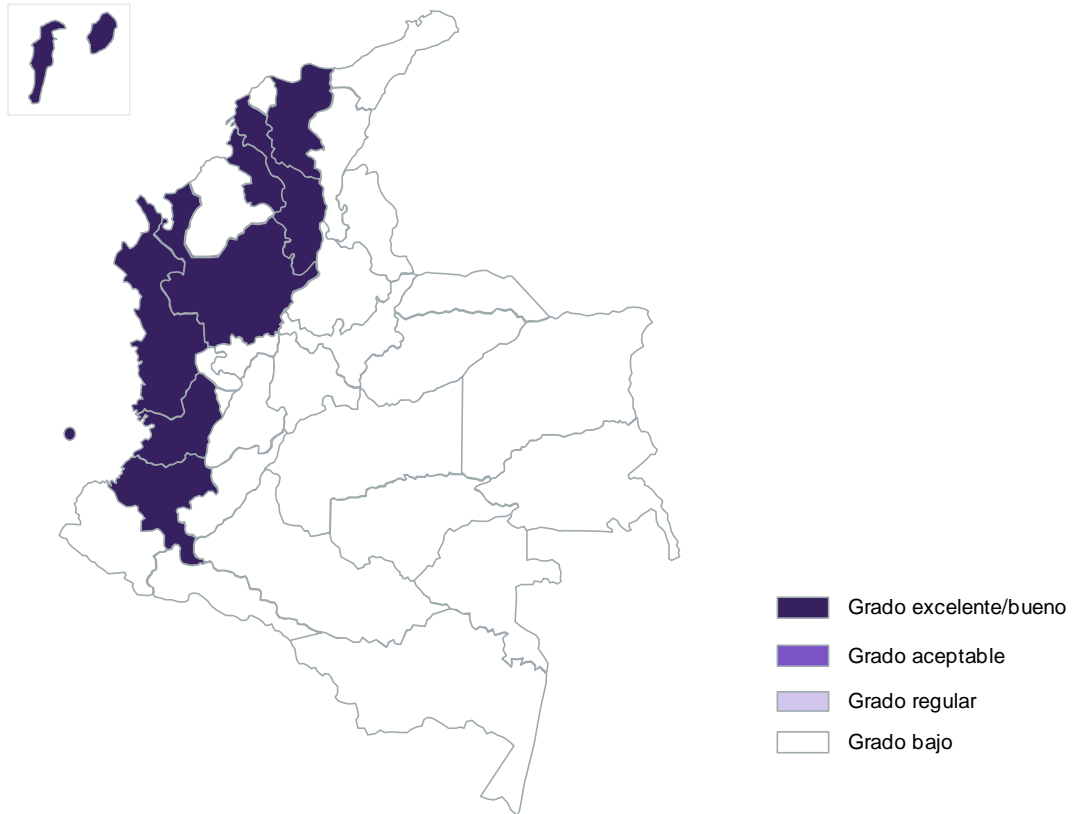 Grado excelente/bueno
Grado aceptable
Grado regular
Grado bajo